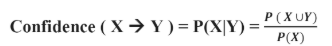 Confidence ( X → Y ) = P(X|Y) = P ( X ∪Y) / P(X)